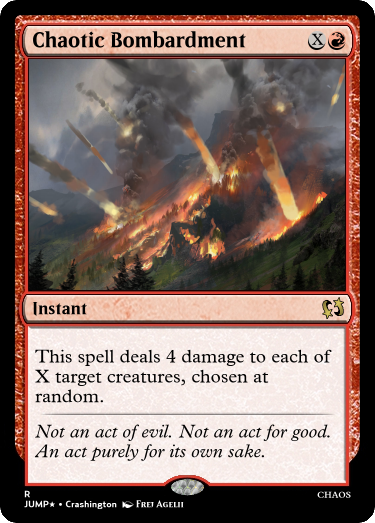 Chaotic Bombardment X
Instant
This spell deals 4 damage to each of
X target creatures, chosen at
random.
Not an act of evil. Not an act for good.
An act purely for its own sake.
R
JUMP★ • Crashington Frej Agelii
CHAOS